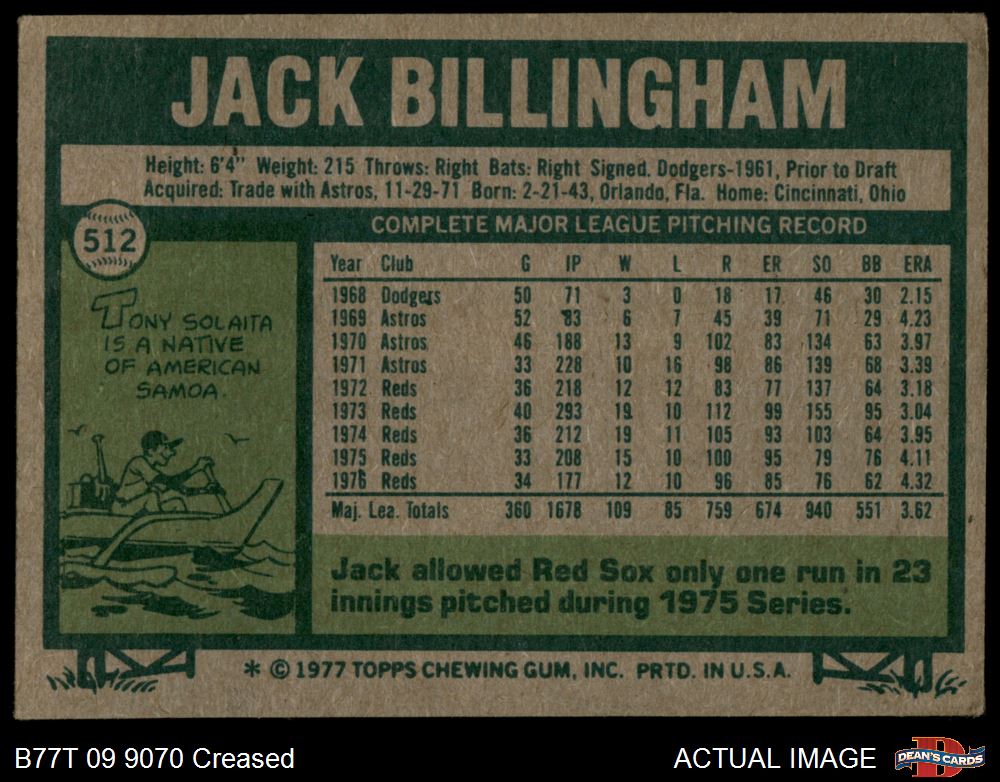 JACK BILLINGHAM
Height: 6'4" Weight: 215 Throws: Right Bats: Right Signed. Dodgers-1961, Prior to Draft
Acquired: Trade with Astros, 11-29-71 Born: 2-21-43, Orlando, Fla. Home: Cincinnati, Ohio
512
COMPLETE MAJOR LEAGUE PITCHING RECORD
TONY SOLAITA
IS A NATIVE
OF AMERICAN
SAMOA.
Year Club G IP W L R ER SO BB ERA
1968 Dodgers 50 71 3 0 18 17 46 30 2.15
1969 Astros 52 83 6 7 45 39 71 29 4.23
1970 Astros 46 188 13 9 102 83 134 63 3.97
1971 Astros 33 228 10 16 98 86 139 68 3.39
1972 Reds 36 218 12 12 83 77 137 64 3.18
1973 Reds 40 293 19 10 112 99 155 95 3.04
1974 Reds 36 212 19 11 105 93 103 64 3.95
1975 Reds 33 208 15 10 100 95 79 76 4.11
1976 Reds 34 177 12 10 96 85 76 62 4.32
Maj. Lea. Totals 360 1678 109 85 759 674 940 551 3.62
Jack allowed Red Sox only one run in 23
innings pitched during 1975 Series.
* © 1977 TOPPS CHEWING GUM, INC. PRTD. IN U.S.A.
B77T 09 9070 Creased
ACTUAL IMAGE
D
DEAN'S CARDS